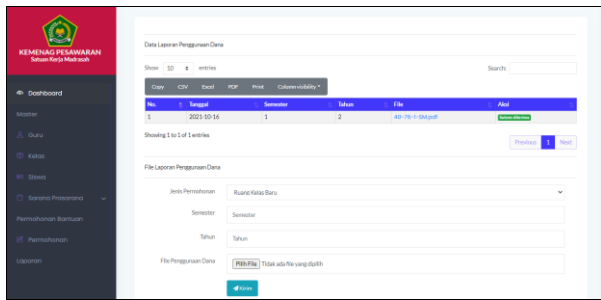 KEMENAG PESAWARAN
Satuan Kerja Madrasah
Dashboard
Master
Guru
Kelas
Siswa
Sarana Prasarana
Permohonan Bantuan
Permohonan
Laporan
Data Laporan Penggunaan Dana
Show 10 entries
Search:
Copy CSV Excel PDF Print Column visibility
No. Tanggal Semester Tahun File Aksi
1 2021-10-16 1 2 40-78-1-SM.pdf
Showing 1 to 1 of 1 entries
Previous 1 Next
File Laporan Penggunaan Dana
Jenis Permohonan Ruang Kelas Baru
Semester Semester
Tahun Tahun
File Penggunaan Dana Pilih File Tidak ada file yang dipilih
Kirim